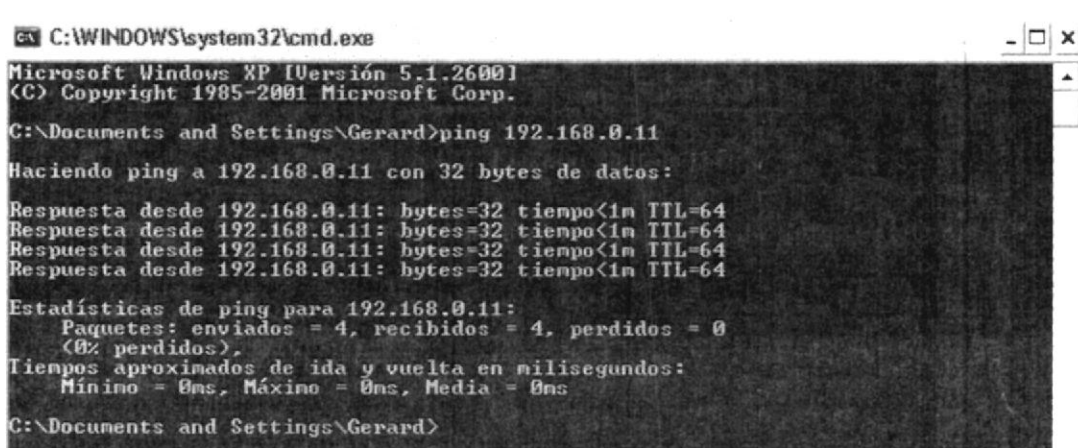 C:\WINDOWS\system32\cmd.exe
Microsoft Windows XP [Versión 5.1.2600]
(C) Copyright 1985-2001 Microsoft Corp.
C:\Documents and Settings\Gerard>ping 192.168.0.11
Haciendo ping a 192.168.0.11 con 32 bytes de datos:
Respuesta desde 192.168.0.11: bytes=32 tiempo<1m TTL=64
Respuesta desde 192.168.0.11: bytes=32 tiempo<1m TTL=64
Respuesta desde 192.168.0.11: bytes=32 tiempo<1m TTL=64
Respuesta desde 192.168.0.11: bytes=32 tiempo<1m TTL=64
Estadísticas de ping para 192.168.0.11:
Paquetes: enviados = 4, recibidos = 4, perdidos = 0
(0% perdidos),
Tiempos aproximados de ida y vuelta en milisegundos:
Mínimo = 0ms, Máximo = 0ms, Media = 0ms
C:\Documents and Settings\Gerard>